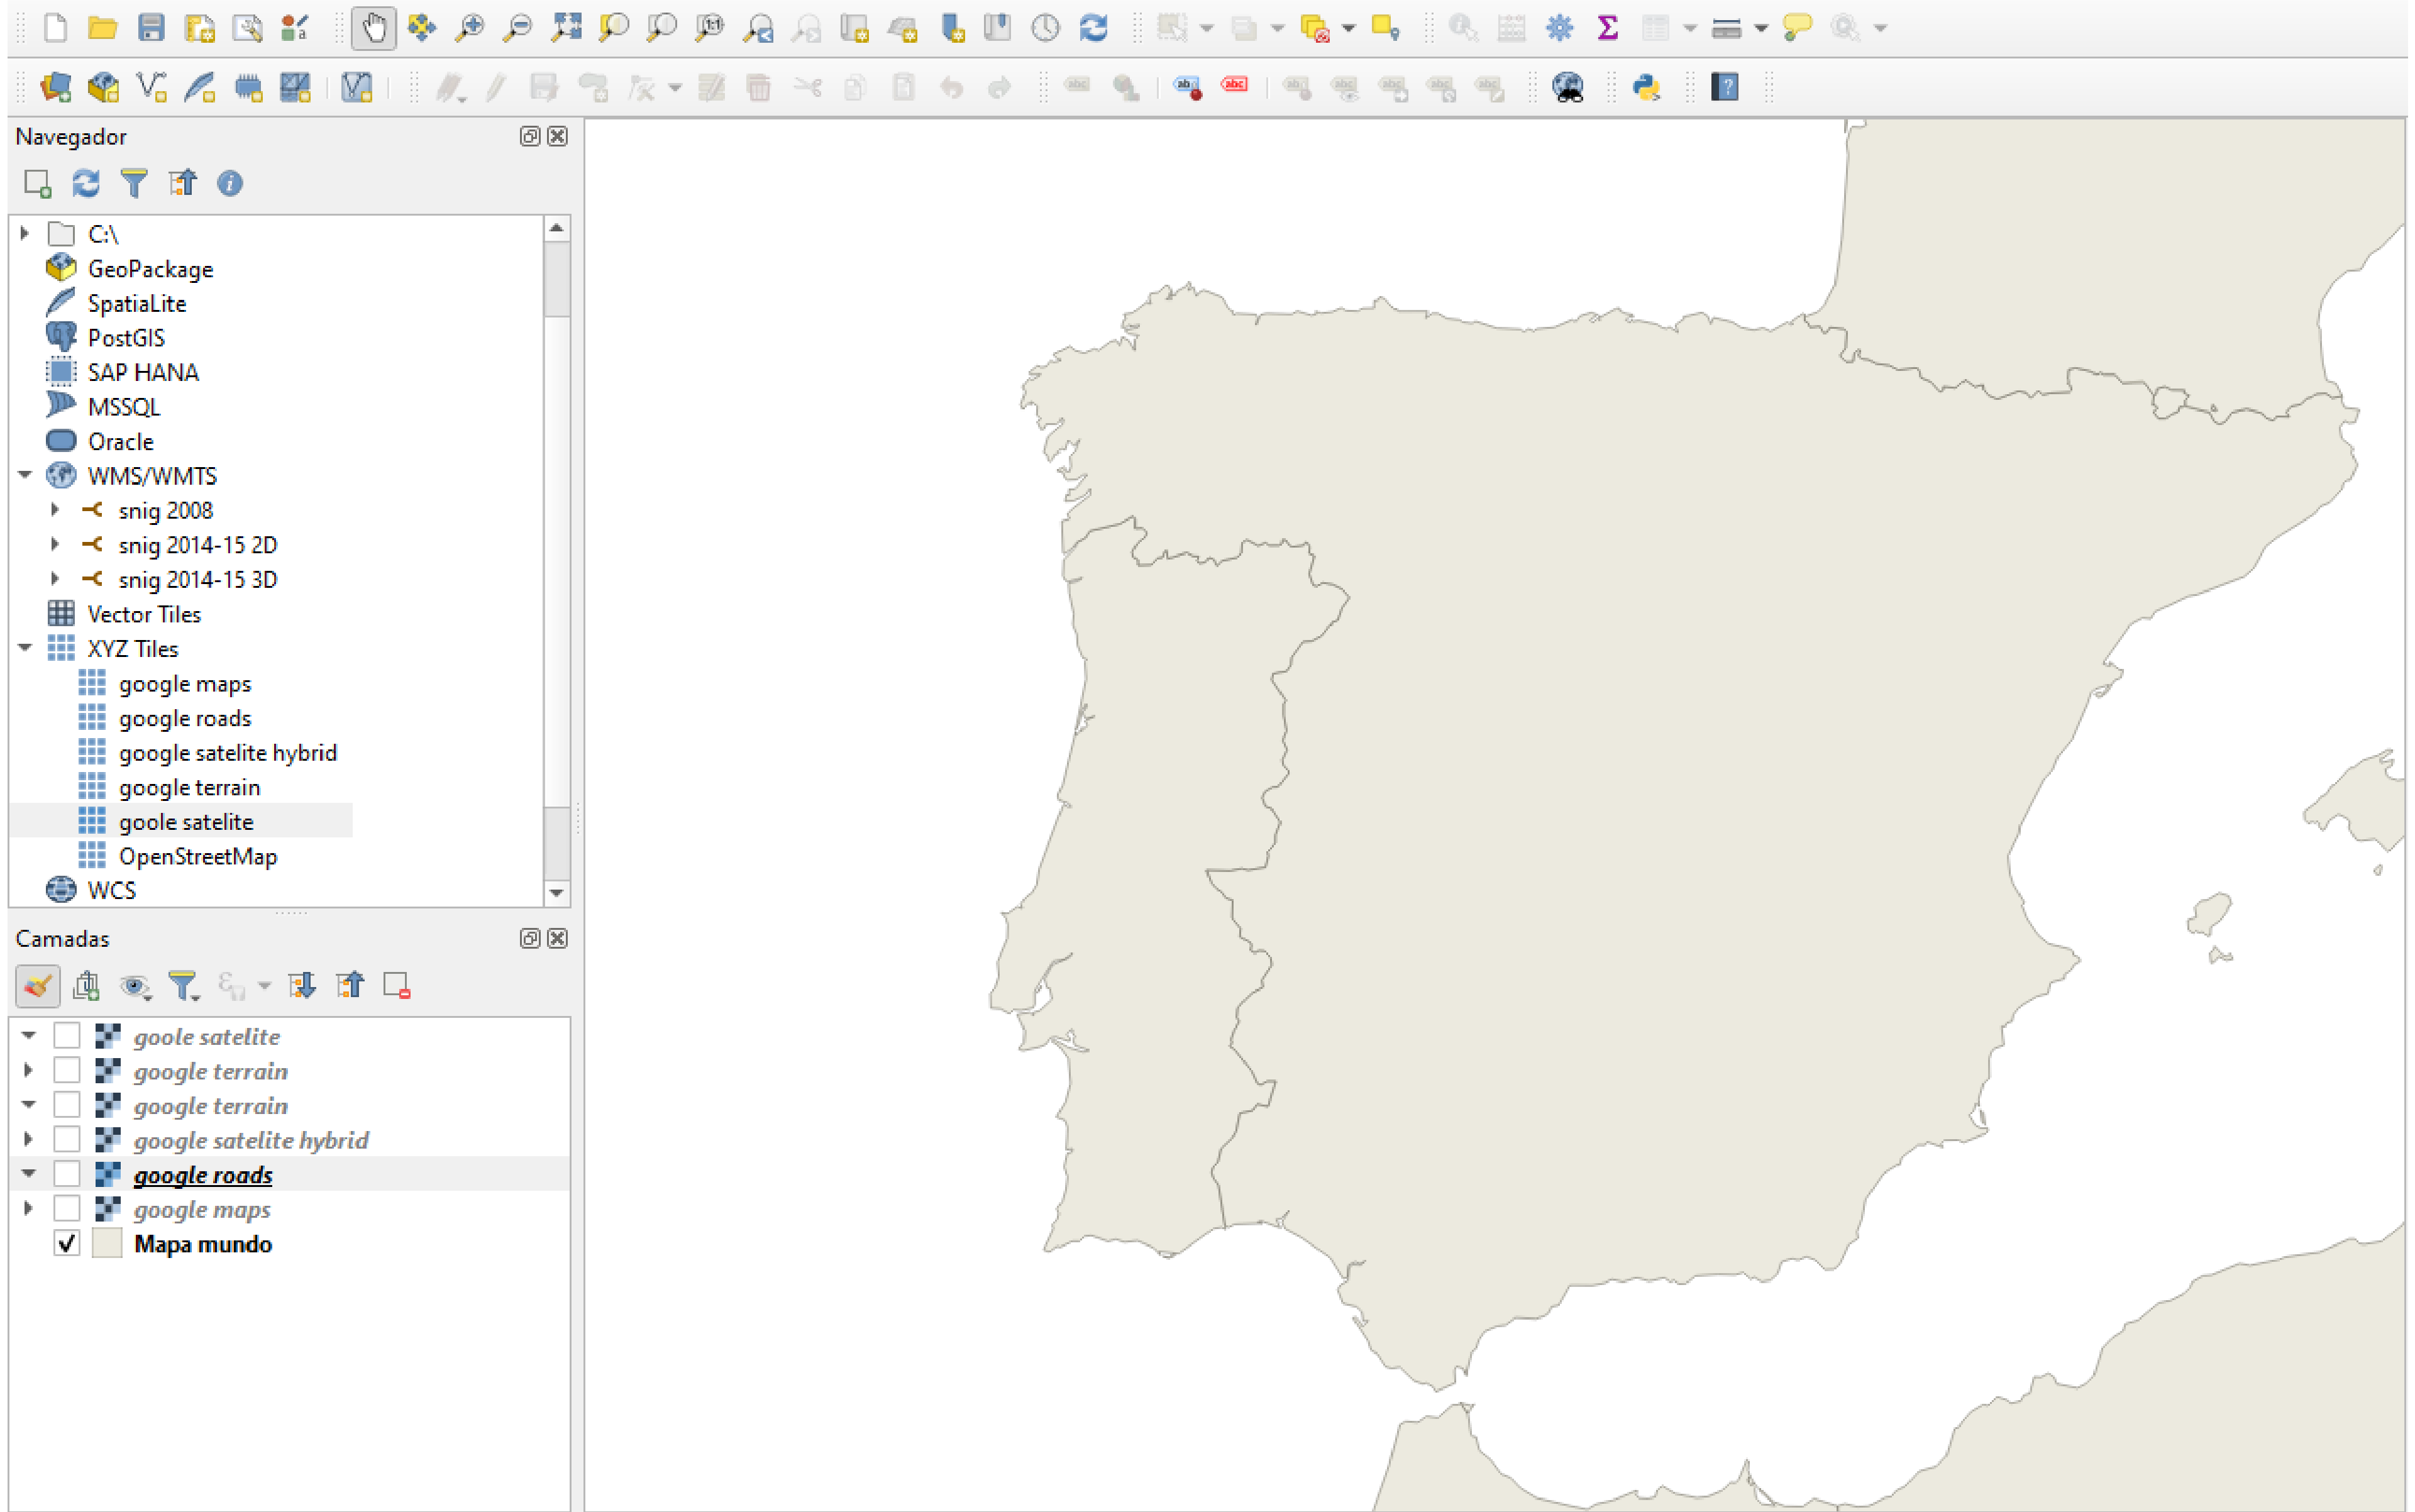 Navegador
C:\
GeoPackage
SpatiaLite
PostGIS
SAP HANA
MSSQL
Oracle
WMS/WMTS
snig 2008
snig 2014-15 2D
snig 2014-15 3D
Vector Tiles
XYZ Tiles
google maps
google roads
google satelite hybrid
google terrain
goole satelite
OpenStreetMap
WCS
Camadas
goole satelite
google terrain
google terrain
google satelite hybrid
google roads
google maps
Mapa mundo